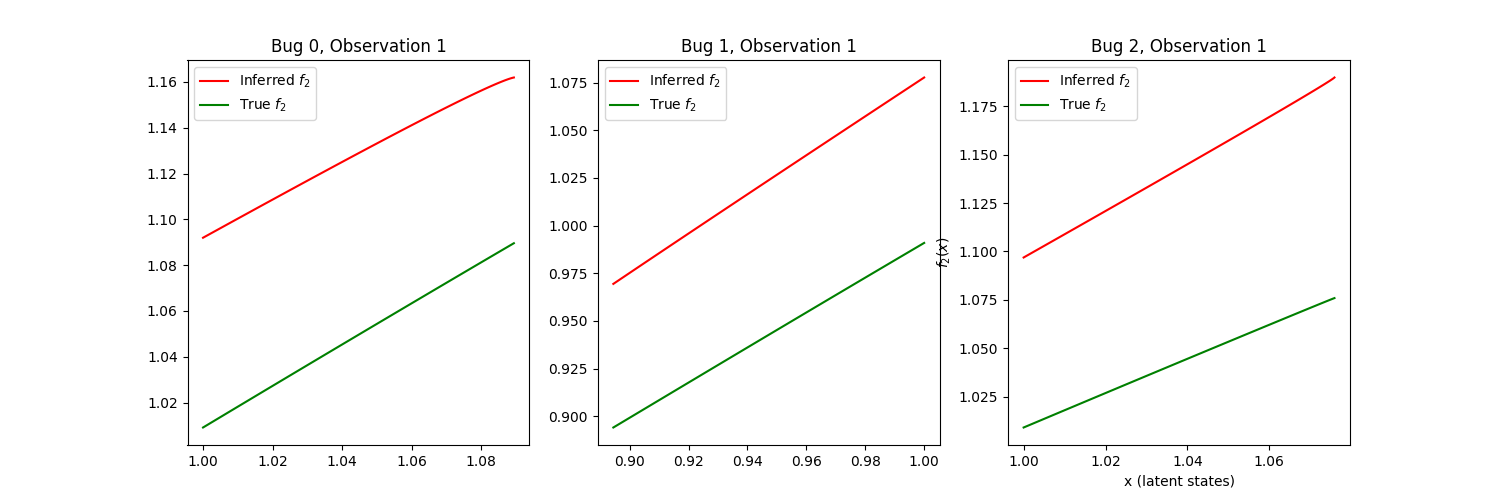 Bug 0, Observation 1
Inferred f₂
True f₂
1.16
1.14
1.12
1.10
1.08
1.06
1.04
1.02
1.00 1.02 1.04 1.06 1.08
Bug 1, Observation 1
Inferred f₂
True f₂
1.075
1.050
1.025
1.000
0.975
0.950
0.925
0.900
0.90 0.92 0.94 0.96 0.98 1.00
Bug 2, Observation 1
Inferred f₂
True f₂
f₂(x)
1.175
1.150
1.125
1.100
1.075
1.050
1.025
1.00 1.02 1.04 1.06
x (latent states)